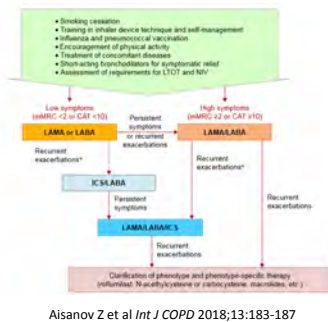 • Smoking cessation
• Training in inhaler device technique and self-management
• Influenza and pneumococcal vaccination
• Encouragement of physical activity
• Treatment of concomitant diseases
• Short-acting bronchodilators for symptomatic relief
• Assessment of requirements for LTOT and NIV
Low symptoms
(mMRC <2 or CAT <10)
High symptoms
(mMRC ≥2 or CAT ≥10)
LAMA or LABA
Persistent
symptoms
or recurrent
exacerbations
LAMA/LABA
Recurrent
exacerbations*
ICS/LABA
Recurrent
exacerbations*
Recurrent
exacerbations
Persistent
symptoms
LAMA/LABA/ICS
Recurrent
exacerbations
Clarification of phenotype and phenotype-specific therapy
(roflumilast, N-acethylcysteine or carbocysteine, macrolides, etc.)
Aisanov Z et al Int J COPD 2018;13:183-187